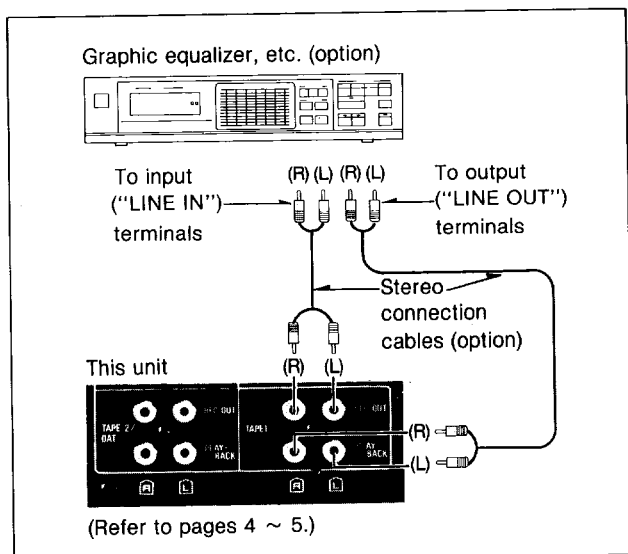 Graphic equalizer, etc. (option)
To input
("LINE IN")
terminals
(R) (L) (R) (L)
To output
("LINE OUT")
terminals
Stereo
connection
cables (option)
This unit
(R) (L)
TAPE 2/
DAT
REC OUT
PLAY-
BACK
TAPE1
OUT
BACK
(R)
(L)
R L
R L
(Refer to pages 4 ~ 5.)